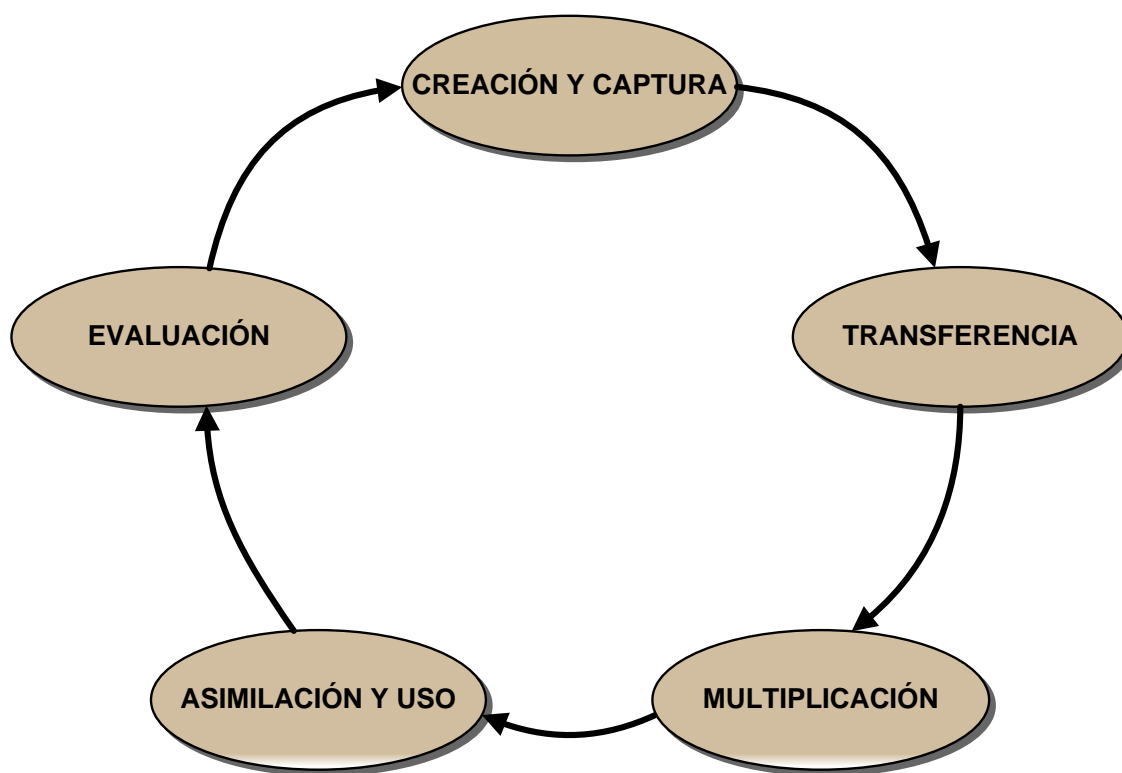 CREACIÓN Y CAPTURA
TRANSFERENCIA
MULTIPLICACIÓN
ASIMILACIÓN Y USO
EVALUACIÓN